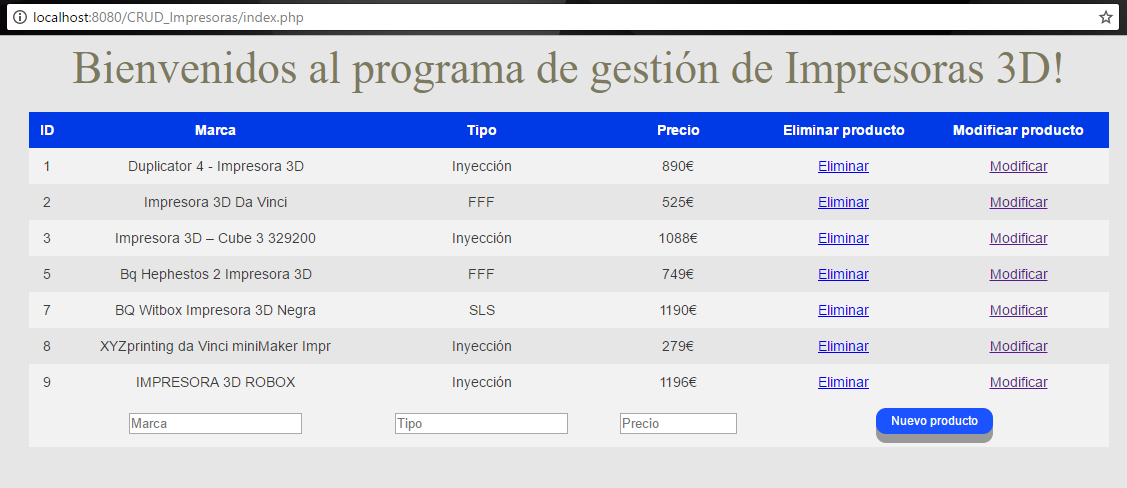 localhost:8080/CRUD_Impresoras/index.php
Bienvenidos al programa de gestión de Impresoras 3D!
ID Marca Tipo Precio Eliminar producto Modificar producto
1 Duplicator 4 - Impresora 3D Inyección 890€ Eliminar Modificar
2 Impresora 3D Da Vinci FFF 525€ Eliminar Modificar
3 Impresora 3D – Cube 3 329200 Inyección 1088€ Eliminar Modificar
5 Bq Hephestos 2 Impresora 3D FFF 749€ Eliminar Modificar
7 BQ Witbox Impresora 3D Negra SLS 1190€ Eliminar Modificar
8 XYZprinting da Vinci miniMaker Impr Inyección 279€ Eliminar Modificar
9 IMPRESORA 3D ROBOX Inyección 1196€ Eliminar Modificar
Marca Tipo Precio Nuevo producto